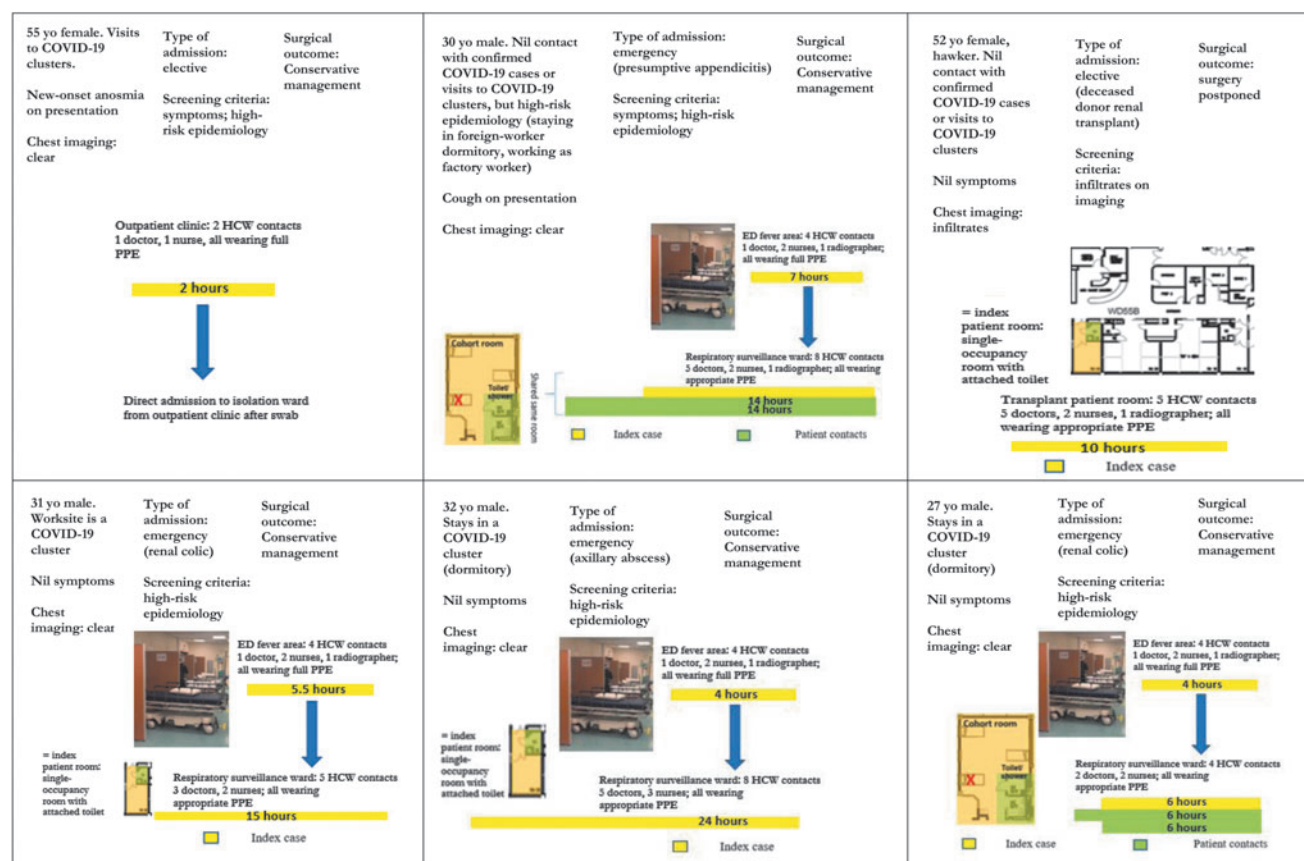 55 yo female. Visits
to COVID-19
clusters.
New-onset anosmia
on presentation
Chest imaging:
clear
Type of
admission:
elective
Screening criteria:
symptoms; high-
risk epidemiology
Surgical
outcome:
Conservative
management
Outpatient clinic: 2 HCW contacts
1 doctor, 1 nurse, all wearing full
PPE
2 hours
Direct admission to isolation ward
from outpatient clinic after swab
30 yo male. Nil contact
with confirmed
COVID-19 cases or
visits to COVID-19
clusters, but high-risk
epidemiology (staying
in foreign-worker
dormitory, working as
factory worker)
Cough on presentation
Chest imaging: clear
Type of admission:
emergency
(presumptive appendicitis)
Screening criteria:
symptoms; high-risk
epidemiology
Surgical
outcome:
Conservative
management
ED fever area: 4 HCW contacts
1 doctor, 2 nurses, 1 radiographer;
all wearing full PPE
7 hours
Cohort room
X
Toilet/
shower
Shared same
room
Respiratory surveillance ward: 8 HCW contacts
5 doctors, 2 nurses, 1 radiographer; all wearing
appropriate PPE
14 hours
14 hours
Index case
Patient contacts
52 yo female,
hawker. Nil
contact with
confirmed
COVID-19 cases
or visits to
COVID-19
clusters
Nil symptoms
Chest imaging:
infiltrates
Type of
admission:
elective
(deceased
donor renal
transplant)
Screening
criteria:
infiltrates on
imaging
Surgical
outcome:
surgery
postponed
WD55B
= index
patient room:
single-
occupancy
room with
attached toilet
Transplant patient room: 5 HCW contacts
5 doctors, 2 nurses, 1 radiographer; all
wearing appropriate PPE
10 hours
Index case
31 yo male.
Worksite is a
COVID-19
cluster
Nil symptoms
Chest
imaging: clear
Type of
admission:
emergency
(renal colic)
Screening criteria:
high-risk
epidemiology
Surgical
outcome:
Conservative
management
ED fever area: 4 HCW contacts
1 doctor, 2 nurses, 1 radiographer;
all wearing full PPE
5.5 hours
= index
patient room:
single-
occupancy
room with
attached toilet
Respiratory surveillance ward: 5 HCW contacts
3 doctors, 2 nurses; all wearing
appropriate PPE
15 hours
Index case
32 yo male.
Stays in a
COVID-19
cluster
(dormitory)
Nil symptoms
Chest
imaging: clear
Type of
admission:
emergency
(axillary abscess)
Screening criteria:
high-risk
epidemiology
Surgical
outcome:
Conservative
management
ED fever area: 4 HCW contacts
1 doctor, 2 nurses, 1 radiographer;
all wearing full PPE
4 hours
= index
patient room:
single-
occupancy
room with
attached toilet
Respiratory surveillance ward: 8 HCW contacts
5 doctors, 3 nurses; all wearing
appropriate PPE
24 hours
Index case
27 yo male.
Stays in a
COVID-19
cluster
(dormitory)
Nil symptoms
Chest
imaging: clear
Type of
admission:
emergency
(renal colic)
Screening criteria:
high-risk
epidemiology
Surgical
outcome:
Conservative
management
ED fever area: 4 HCW contacts
1 doctor, 2 nurses, 1 radiographer;
all wearing full PPE
4 hours
Cohort room
X
Toilet/
shower
Respiratory surveillance ward: 4 HCW contacts
2 doctors, 2 nurses; all wearing
appropriate PPE
6 hours
6 hours
6 hours
Index case
Patient contacts